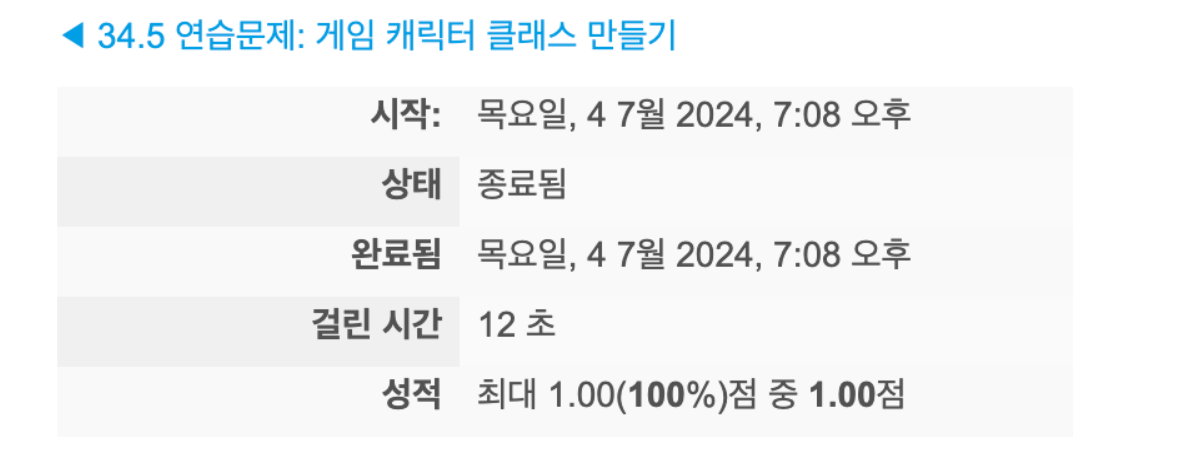 ◀ 34.5 연습문제: 게임 캐릭터 클래스 만들기
시작: 목요일, 4 7월 2024, 7:08 오후
상태 종료됨
완료됨 목요일, 4 7월 2024, 7:08 오후
걸린 시간 12 초
성적 최대 1.00(100%)점 중 1.00점